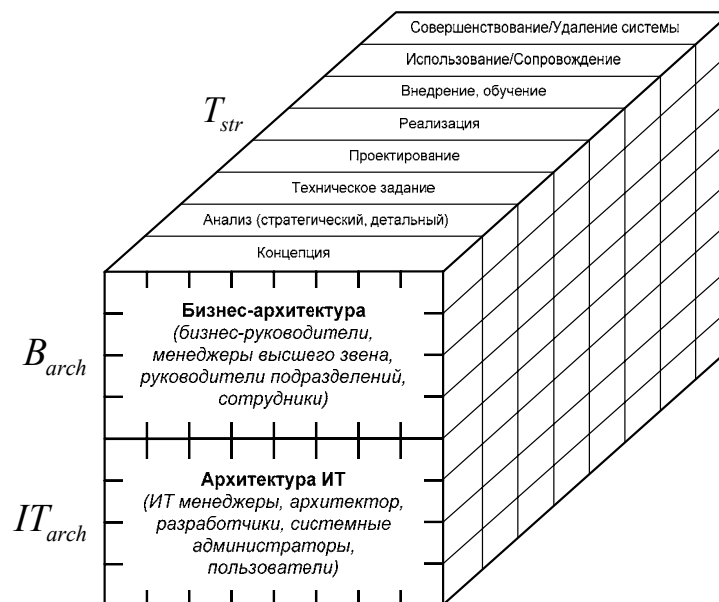 Совершенствование/Удаление системы
Использование/Сопровождение
Внедрение, обучение
T_str
Реализация
Проектирование
Техническое задание
Анализ (стратегический, детальный)
Концепция
Бизнес-архитектура
(бизнес-руководители,
B_arch
менеджеры высшего звена,
руководители подразделений,
сотрудники)
Архитектура ИТ
(ИТ менеджеры, архитектор,
IT_arch
разработчики, системные
администраторы,
пользователи)